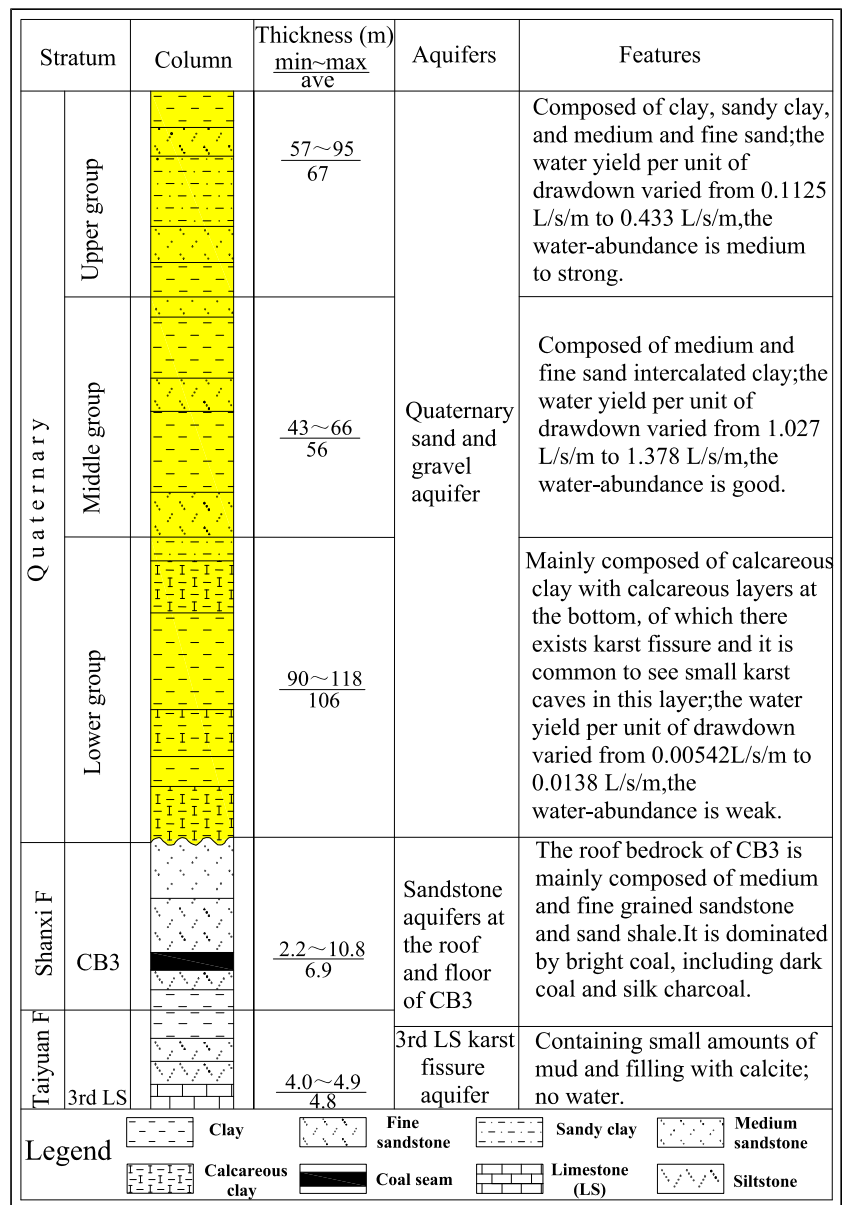 Stratum
Column
Thickness (m)
min~max
ave
Aquifers
Features
Quaternary
Upper group
57～95
67
Quaternary
sand and
gravel
aquifer
Composed of clay, sandy clay,
and medium and fine sand;the
water yield per unit of
drawdown varied from 0.1125
L/s/m to 0.433 L/s/m,the
water-abundance is medium
to strong.
Middle group
43～66
56
Composed of medium and
fine sand intercalated clay;the
water yield per unit of
drawdown varied from 1.027
L/s/m to 1.378 L/s/m,the
water-abundance is good.
Lower group
90～118
106
Mainly composed of calcareous
clay with calcareous layers at
the bottom, of which there
exists karst fissure and it is
common to see small karst
caves in this layer;the water
yield per unit of drawdown
varied from 0.00542L/s/m to
0.0138 L/s/m,the
water-abundance is weak.
Shanxi F
CB3
2.2～10.8
6.9
Sandstone
aquifers at
the roof
and floor
of CB3
The roof bedrock of CB3 is
mainly composed of medium
and fine grained sandstone
and sand shale.It is dominated
by bright coal, including dark
coal and silk charcoal.
Taiyuan F
3rd LS
4.0～4.9
4.8
3rd LS karst
fissure
aquifer
Containing small amounts of
mud and filling with calcite;
no water.
Legend
Clay
Fine
sandstone
Sandy clay
Medium
sandstone
Calcareous
clay
Coal seam
Limestone
(LS)
Siltstone